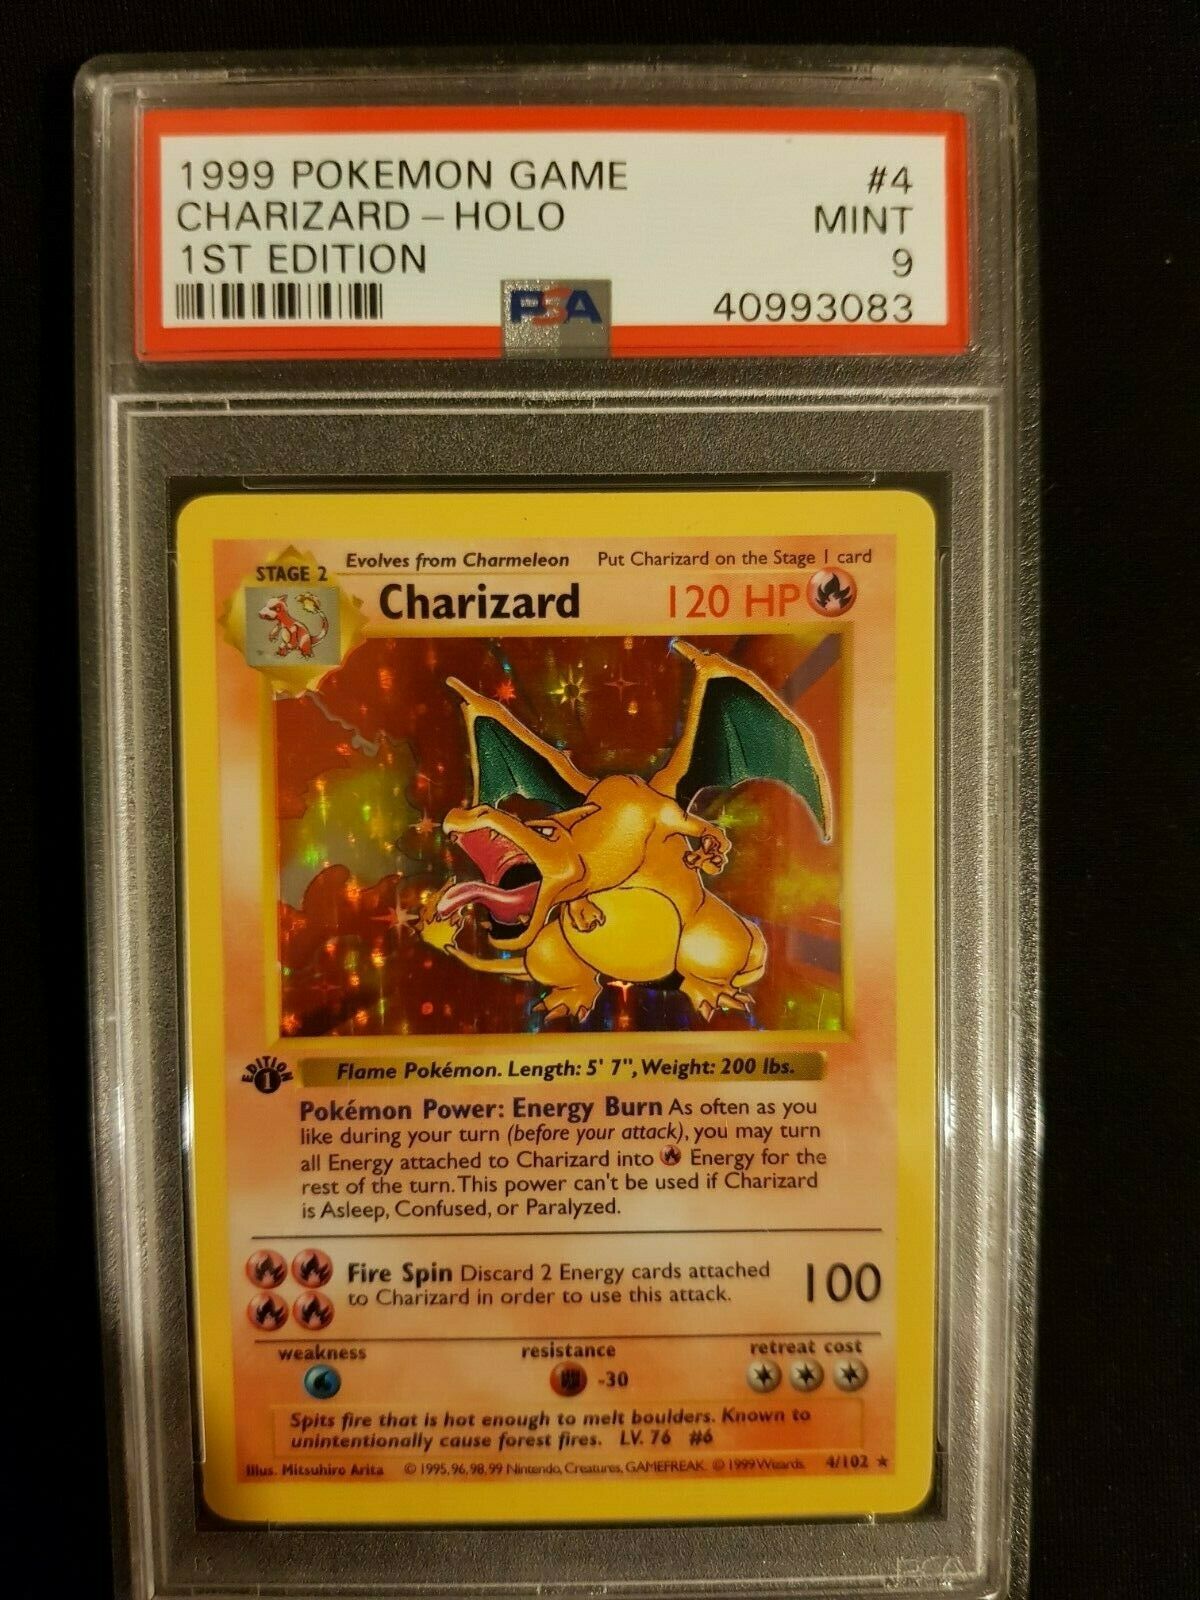 1999 POKEMON GAME #4
CHARIZARD – HOLO MINT
1ST EDITION 9
PSA 40993083
Evolves from Charmeleon Put Charizard on the Stage 1 card
STAGE 2
Charizard 120 HP
EDITION
1
Flame Pokémon. Length: 5' 7", Weight: 200 lbs.
Pokémon Power: Energy Burn As often as you
like during your turn (before your attack), you may turn
all Energy attached to Charizard into Energy for the
rest of the turn. This power can't be used if Charizard
is Asleep, Confused, or Paralyzed.
Fire Spin Discard 2 Energy cards attached
to Charizard in order to use this attack.
100
weakness resistance retreat cost
-30
Spits fire that is hot enough to melt boulders. Known to
unintentionally cause forest fires. LV. 76 #6
Illus. Mitsuhiro Arita © 1995, 96, 98, 99 Nintendo, Creatures, GAMEFREAK. © 1999 Wizards. 4/102 ★